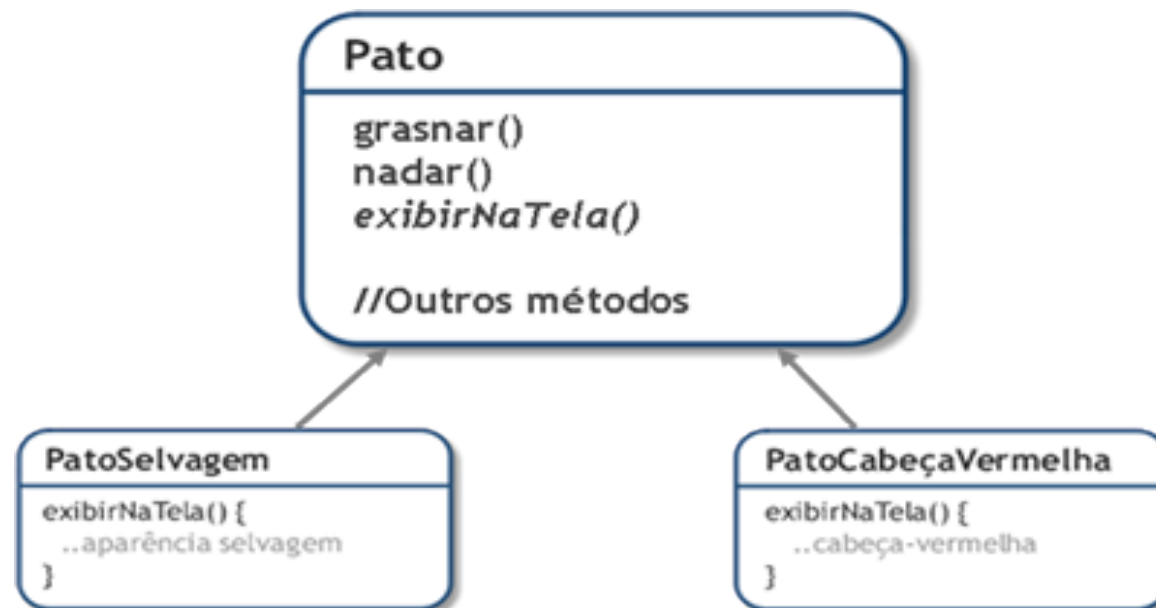 Pato
grasnar()
nadar()
exibirNaTela()
//Outros métodos
PatoSelvagem
exibirNaTela() {
..aparência selvagem
}
PatoCabeçaVermelha
exibirNaTela() {
..cabeça-vermelha
}